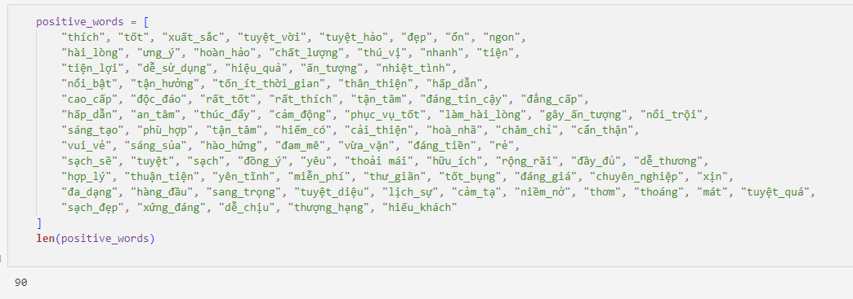 positive_words = [
"thích", "tốt", "xuất_sắc", "tuyệt_vời", "tuyệt_hảo", "đẹp", "ổn", "ngon",
"hài_lòng", "ưng_ý", "hoàn_hảo", "chất_lượng", "thú_vị", "nhanh", "tiện",
"tiện_lợi", "dễ_sử_dụng", "hiệu_quả", "ấn_tượng", "nhiệt_tình",
"nổi_bật", "tận_hưởng", "tốn_ít_thời_gian", "thân_thiện", "hấp_dẫn",
"cao_cấp", "độc_đáo", "rất_tốt", "rất_thích", "tận_tâm", "đáng_tin_cậy", "đẳng_cấp",
"hấp_dẫn", "an_tâm", "thúc_đẩy", "cảm_động", "phục_vụ_tốt", "làm_hài_lòng", "gây_ấn_tượng", "nổi_trội",
"sáng_tạo", "phù_hợp", "tận_tâm", "hiếm_có", "cải_thiện", "hoà_nhã", "chăm_chỉ", "cẩn_thận",
"vui_vẻ", "sáng_sủa", "hào_hứng", "đam_mê", "vừa_vặn", "đáng_tiền", "rẻ",
"sạch_sẽ", "tuyệt", "sạch", "đồng_ý", "yêu", "thoải mái", "hữu_ích", "rộng_rãi", "đầy_đủ", "dễ_thương",
"hợp_lý", "thuận_tiện", "yên_tĩnh", "miễn_phí", "thư_giãn", "tốt_bụng", "đáng_giá", "chuyên_nghiệp", "xịn",
"đa_dạng", "hàng_đầu", "sang_trọng", "tuyệt_diệu", "lịch_sự", "cảm_tạ", "niềm_nở", "thơm", "thoáng", "mát", "tuyệt_quá",
"sạch_đẹp", "xứng_đáng", "dễ_chịu", "thượng_hạng", "hiếu_khách"
]
len(positive_words)
90